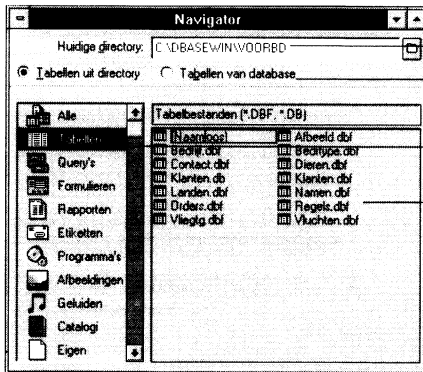 Navigator
Huidige directory: C:\DBASEWIN\VOORBD
Tabellen uit directory Tabellen van database
Alle
Tabellen
Query's
Formulieren
Rapporten
Etiketten
Programma's
Afbeeldingen
Geluiden
Catalogi
Eigen
Tabelbestanden (*.DBF, *.DB)
(Naamloos) Afbeeld.dbf
Bedrijf.dbf Bedrtype.dbf
Contact.dbf Dieren.dbf
Klanten.db Klanten.dbf
Landen.dbf Namen.dbf
Orders.dbf Regels.dbf
Vliegtg.dbf Vluchten.dbf